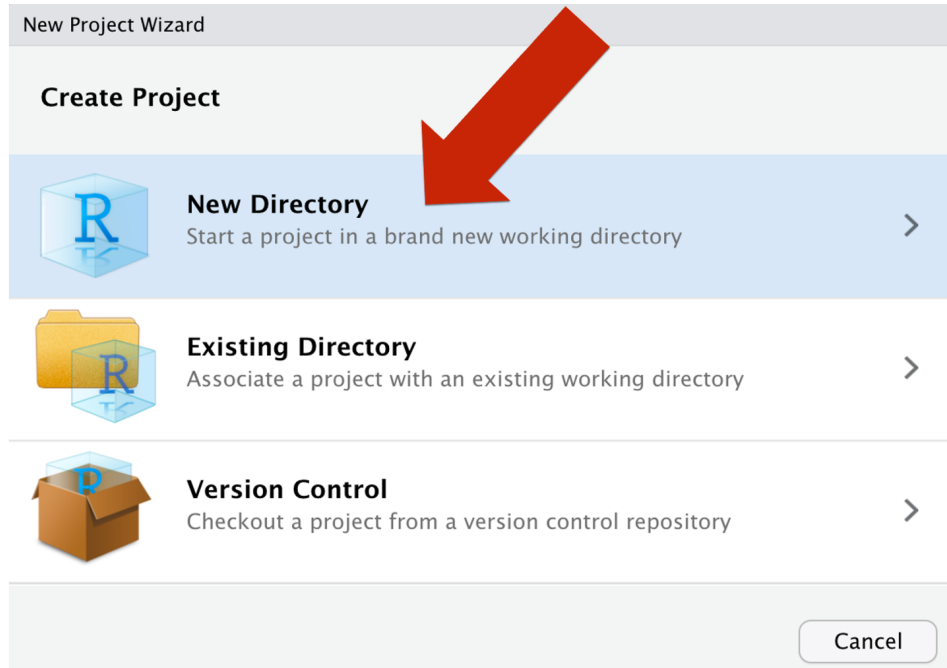 New Project Wizard
Create Project
R
New Directory
Start a project in a brand new working directory
R
Existing Directory
Associate a project with an existing working directory
R
Version Control
Checkout a project from a version control repository
Cancel